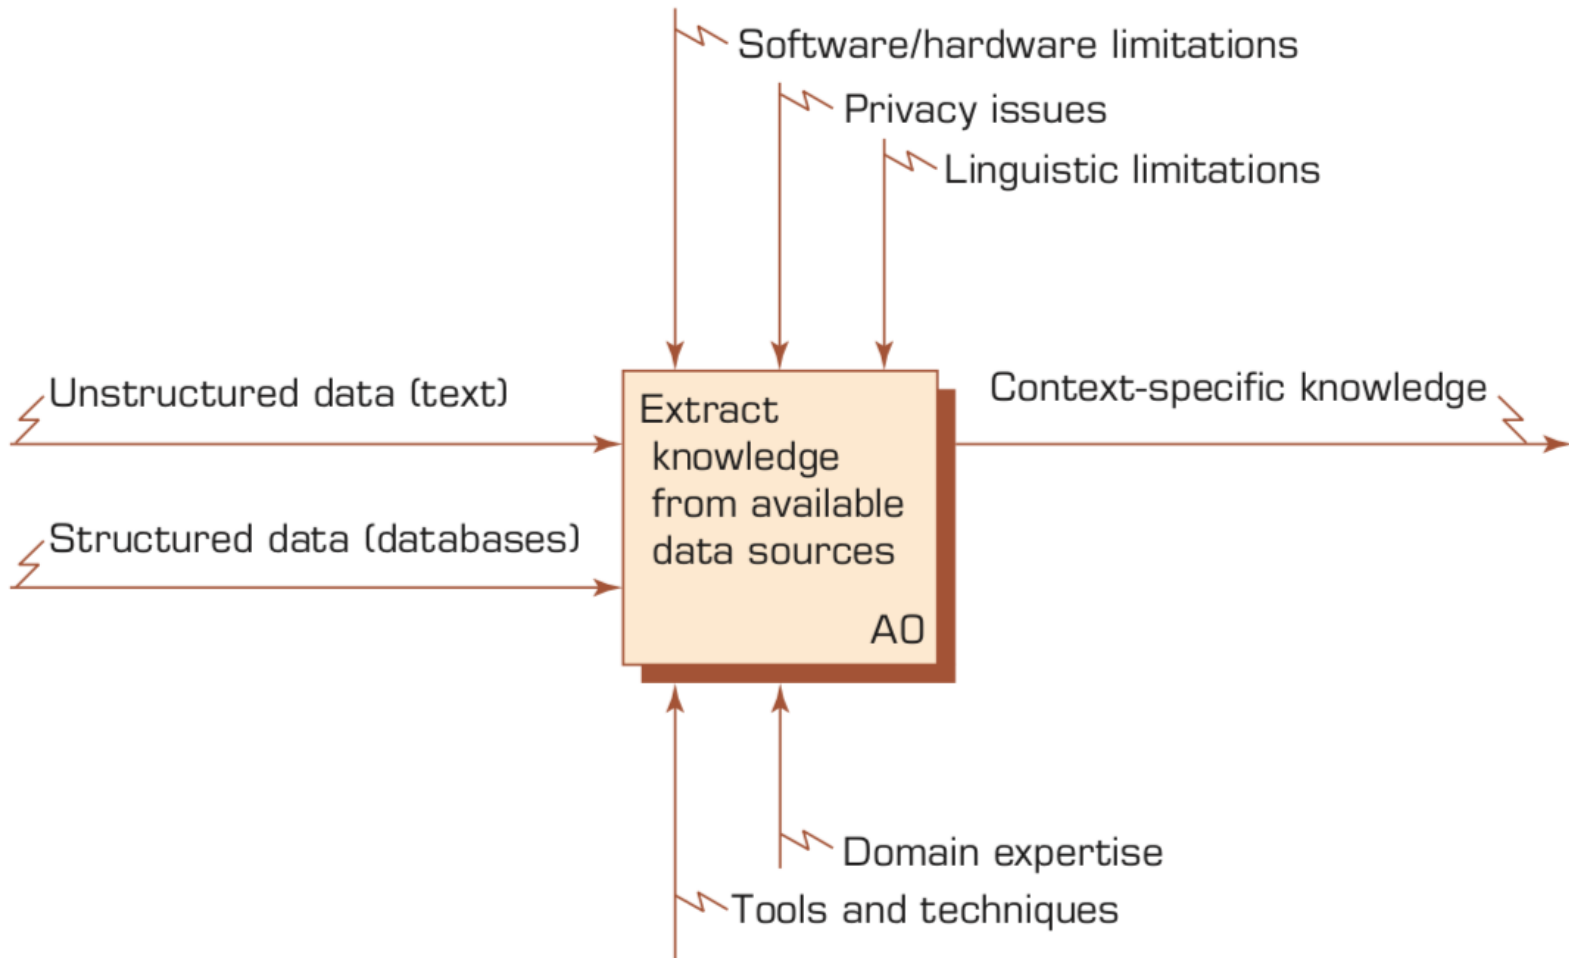 Software/hardware limitations
Privacy issues
Linguistic limitations
Unstructured data (text)
Structured data (databases)
Extract
knowledge
from available
data sources
A0
Context-specific knowledge
Domain expertise
Tools and techniques